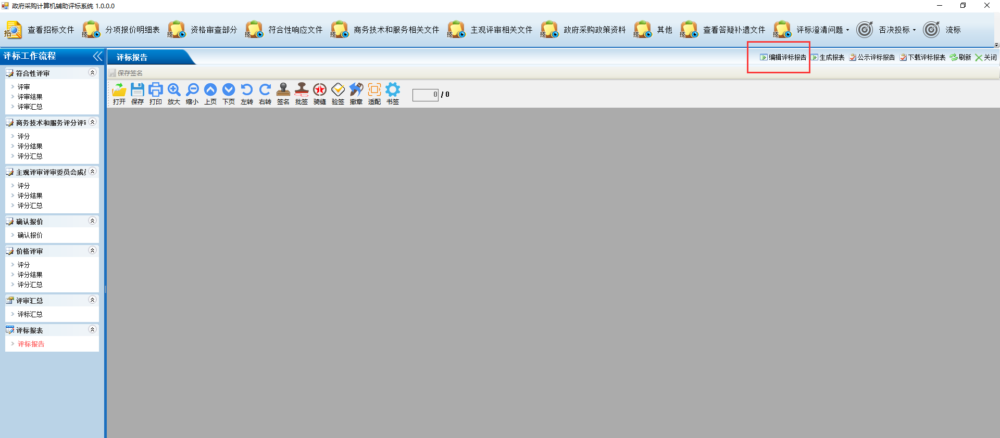 政府采购计算机辅助评标系统 1.0.0.0
查看招标文件 分项报价明细表 资格审查部分 符合性响应文件 商务技术和服务相关文件 主观评审相关文件 政府采购政策资料 其他 查看答疑补遗文件 评标澄清问题 否决投标 流标
评标工作流程
评标报告
编辑评标报告 生成报表 公示评标报告 下载评标报表 刷新 关闭
保存签名
打开 保存 打印 放大 缩小 上页 下页 左转 右转 签名 批签 骑缝 验签 撤章 适配 书签
0 / 0
符合性评审
评审
评审结果
评审汇总
商务技术和服务评分评审
评分
评分结果
评分汇总
主观评审评审委员会成员
评分
评分结果
评分汇总
确认报价
确认报价
价格评审
评分
评分结果
评分汇总
评审汇总
评标汇总
评标报表
评标报告